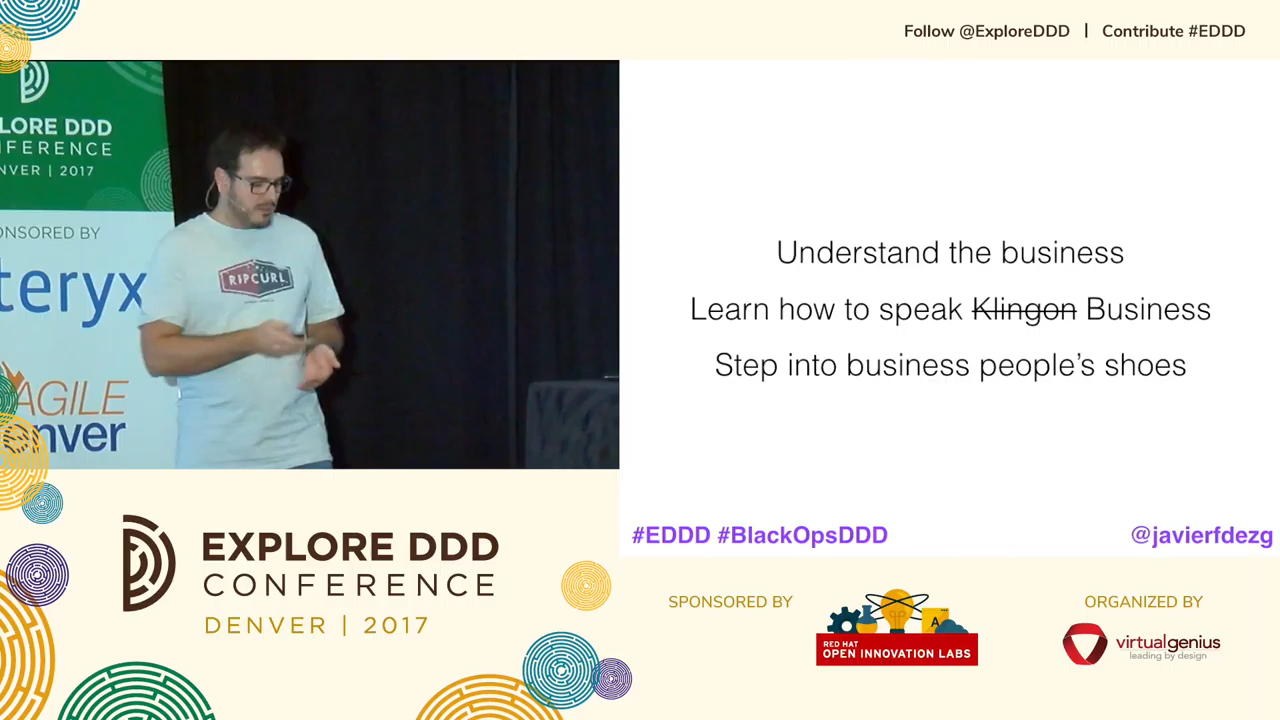 Follow @ExploreDDD | Contribute #EDDD
LORE DDD
NFERENCE
NVER | 2017
ONSORED BY
teryx
AGILE
nver
RIPCURL
Understand the business
Learn how to speak Klingon Business
Step into business people's shoes
#EDDD #BlackOpsDDD
@javierfdezg
EXPLORE DDD
CONFERENCE
DENVER | 2017
SPONSORED BY
RED HAT
OPEN INNOVATION LABS
A
ORGANIZED BY
virtualgenius
leading by design